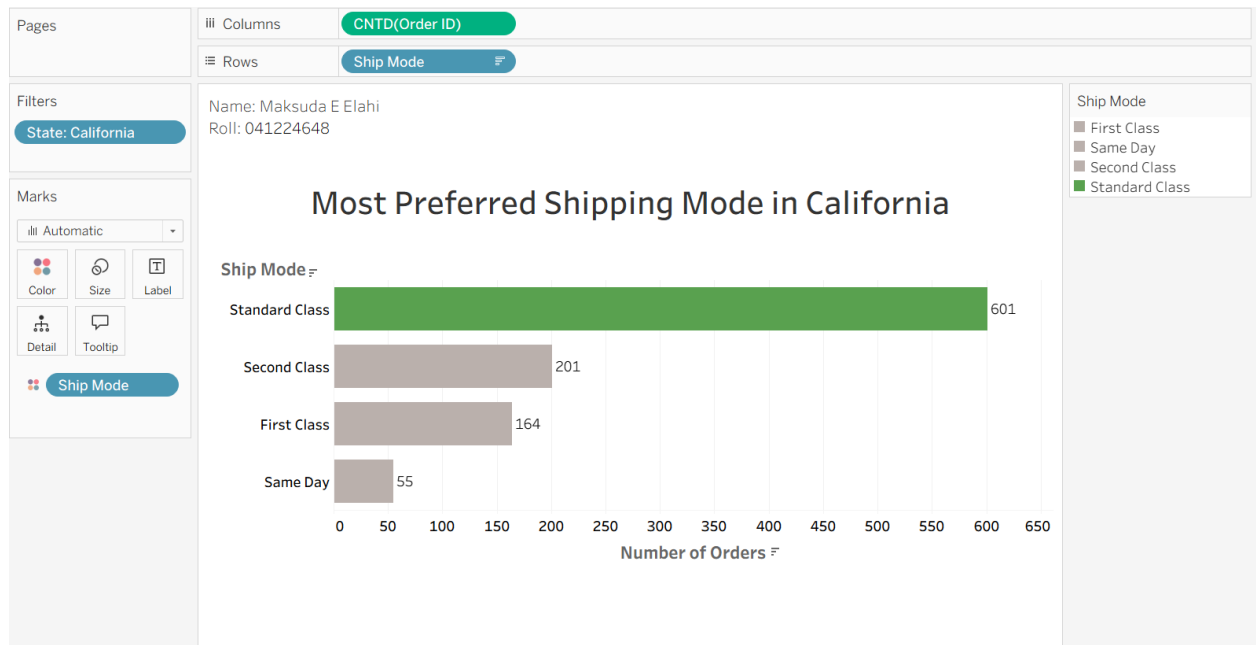 Pages
Columns
CNTD(Order ID)
Rows
Ship Mode
Filters
State: California
Marks
Automatic
Color
Size
Label
Detail
Tooltip
Ship Mode
Name: Maksuda E Elahi
Roll: 041224648
Most Preferred Shipping Mode in California
Ship Mode
Standard Class
601
Second Class
201
First Class
164
Same Day
55
0 50 100 150 200 250 300 350 400 450 500 550 600 650
Number of Orders
Ship Mode
First Class
Same Day
Second Class
Standard Class